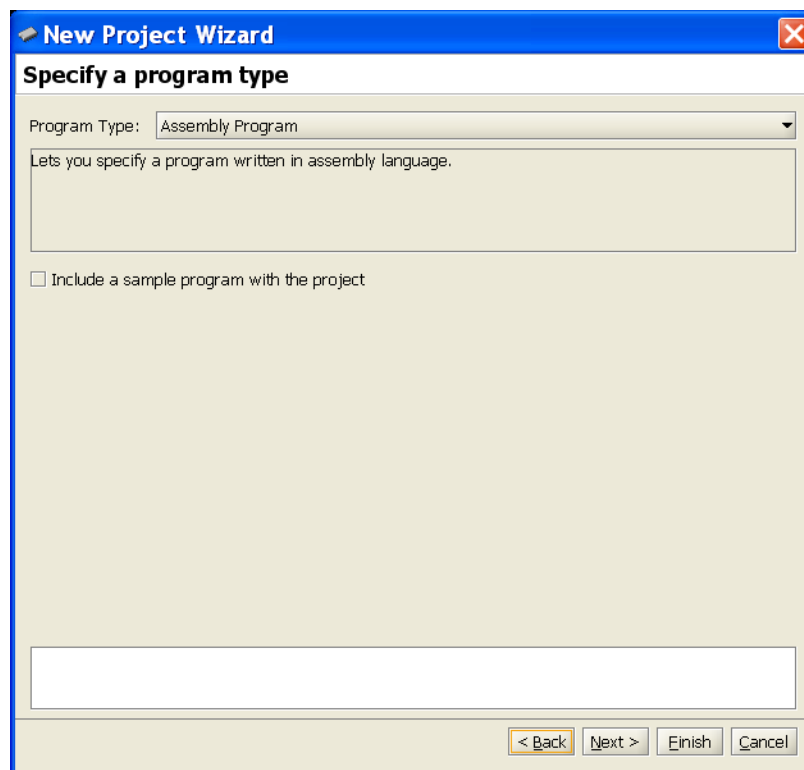 New Project Wizard
Specify a program type
Program Type: Assembly Program
Lets you specify a program written in assembly language.
Include a sample program with the project
< Back Next > Finish Cancel